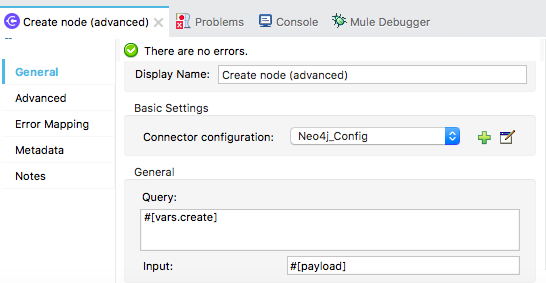 Create node (advanced) Problems Console Mule Debugger
There are no errors.
General
Advanced
Error Mapping
Metadata
Notes
Display Name: Create node (advanced)
Basic Settings
Connector configuration: Neo4j_Config
General
Query:
#[vars.create]
Input: #[payload]